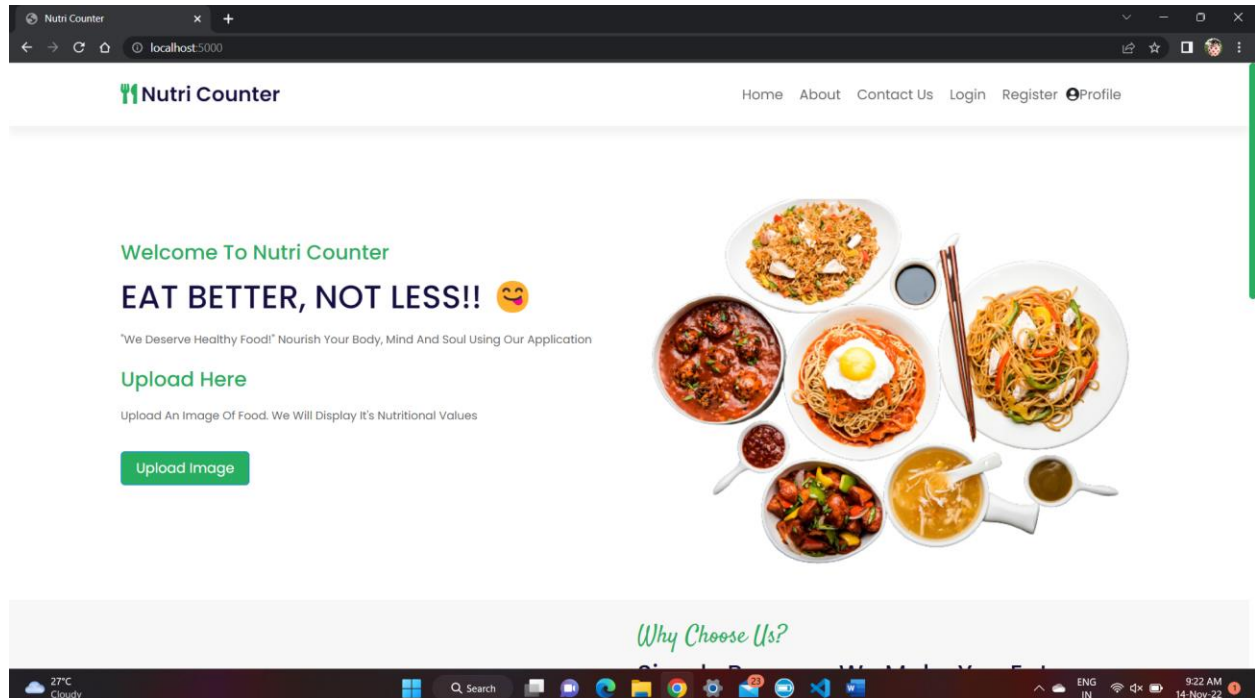 Nutri Counter
localhost:5000
Nutri Counter
Home About Contact Us Login Register Profile
Welcome To Nutri Counter
EAT BETTER, NOT LESS!! 😋
"We Deserve Healthy Food!" Nourish Your Body, Mind And Soul Using Our Application
Upload Here
Upload An Image Of Food. We Will Display It's Nutritional Values
Upload Image
Why Choose Us?
27°C
Cloudy
Search
23
ENG
IN
9:22 AM
14-Nov-22
1